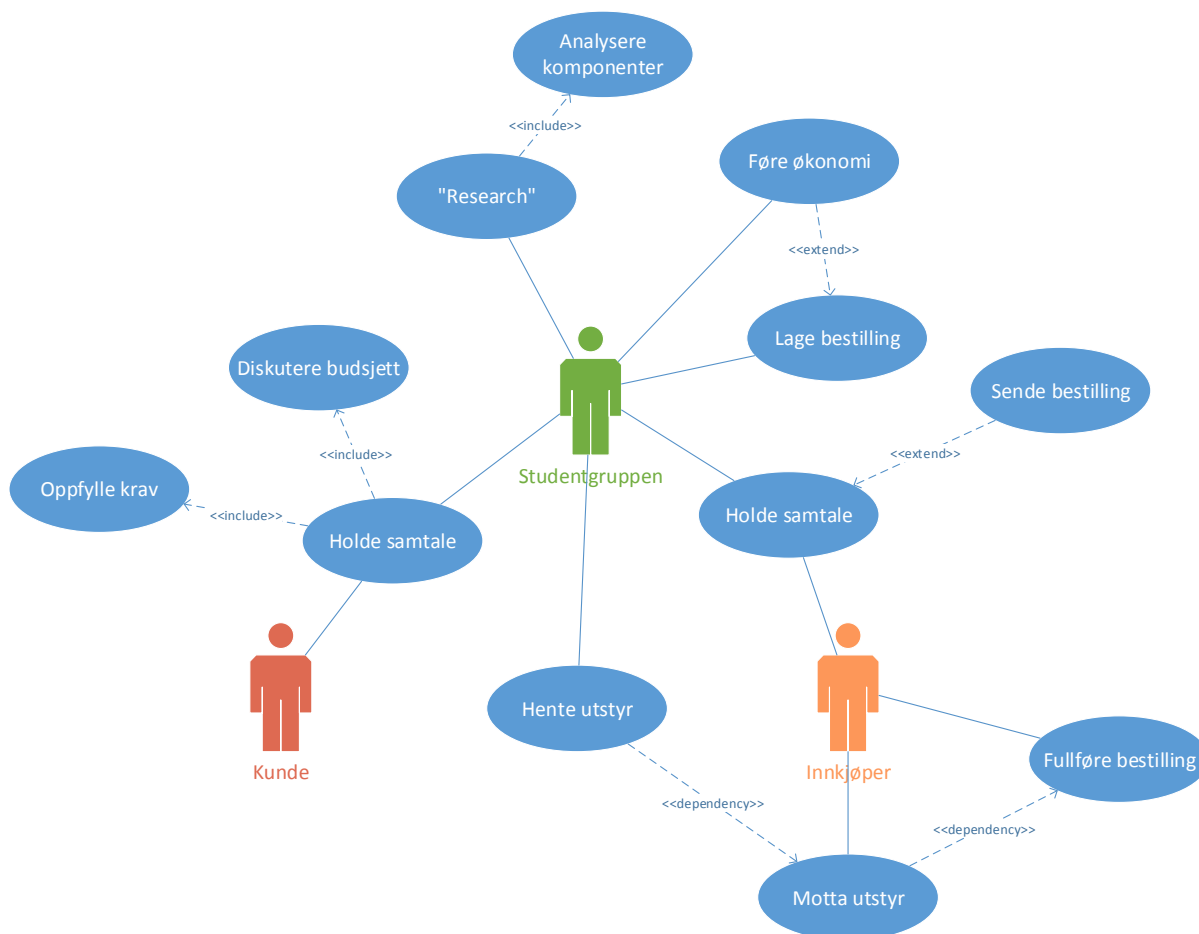 Analysere
komponenter
<<include>>
Føre økonomi
"Research"
<<extend>>
Lage bestilling
Diskutere budsjett
Sende bestilling
<<include>>
<<extend>>
Studentgruppen
Oppfylle krav
<<include>>
Holde samtale
Holde samtale
Hente utstyr
Fullføre bestilling
Kunde
Innkjøper
<<dependency>>
<<dependency>>
Motta utstyr